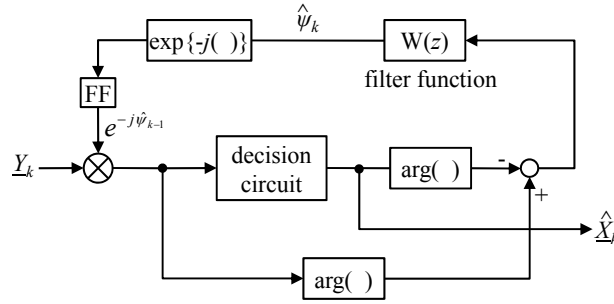 ψ̂ₖ
exp{-j( )}
W(z)
filter function
FF
e^{-jψ̂ₖ₋₁}
Yₖ
decision
circuit
arg( )
-
+
X̂
arg( )